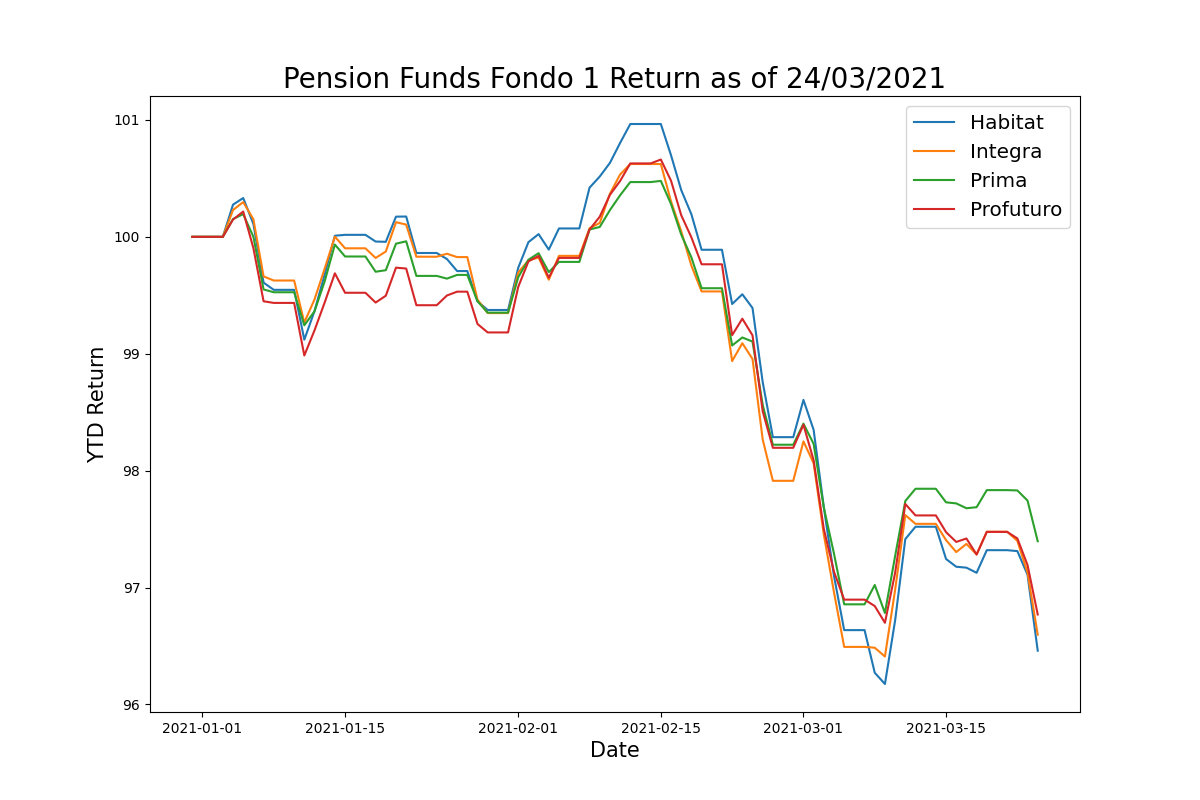 Pension Funds Fondo 1 Return as of 24/03/2021
Habitat
Integra
Prima
Profuturo
101
100
99
98
97
96
YTD Return
2021-01-01
2021-01-15
2021-02-01
2021-02-15
2021-03-01
2021-03-15
Date